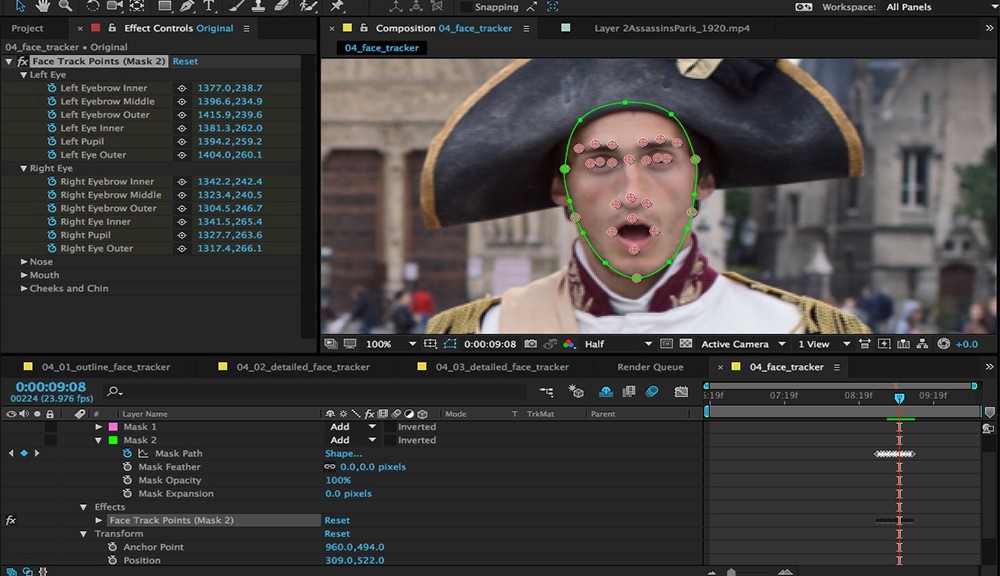 Snapping
Workspace: All Panels
Project
Effect Controls Original
Composition 04_face_tracker
Layer 2AssassinsParis_1920.mp4
04_face_tracker • Original
04_face_tracker
fx Face Track Points (Mask 2) Reset
Left Eye
Left Eyebrow Inner 1377.0,238.7
Left Eyebrow Middle 1396.6,234.9
Left Eyebrow Outer 1415.9,239.6
Left Eye Inner 1381.3,262.0
Left Pupil 1394.2,259.2
Left Eye Outer 1404.0,260.1
Right Eye
Right Eyebrow Inner 1342.2,242.4
Right Eyebrow Middle 1323.4,240.5
Right Eyebrow Outer 1304.5,246.7
Right Eye Inner 1341.5,265.4
Right Pupil 1327.7,263.6
Right Eye Outer 1317.4,266.1
Nose
Mouth
Cheeks and Chin
100% 0:00:09:08 Half Active Camera 1 View +0.0
04_01_outline_face_tracker
04_02_detailed_face_tracker
04_03_detailed_face_tracker
Render Queue
04_face_tracker
0:00:09:08
00224 (23.976 fps)
5:19f 07:19f 08:19f 09:19f
# Layer Name fx Mode T TrkMat Parent
Mask 1 Add Inverted
Mask 2 Add Inverted
Mask Path Shape...
Mask Feather 0.0,0.0 pixels
Mask Opacity 100%
Mask Expansion 0.0 pixels
Effects
fx Face Track Points (Mask 2) Reset
Transform Reset
Anchor Point 960.0,494.0
Position 309.0,522.0